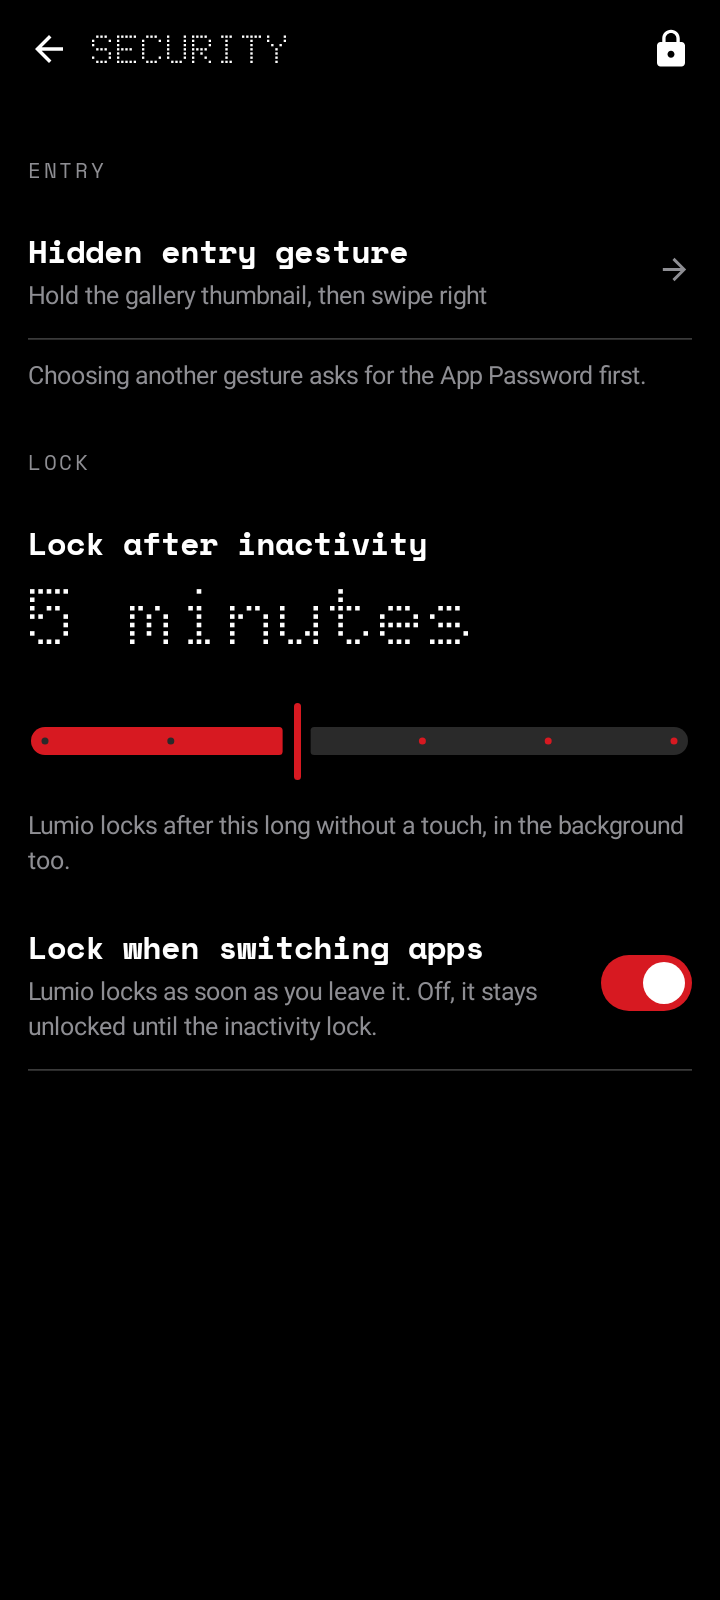 SECURITY
ENTRY
Hidden entry gesture
Hold the gallery thumbnail, then swipe right
Choosing another gesture asks for the App Password first.
LOCK
Lock after inactivity
5 minutes
Lumio locks after this long without a touch, in the background
too.
Lock when switching apps
Lumio locks as soon as you leave it. Off, it stays
unlocked until the inactivity lock.